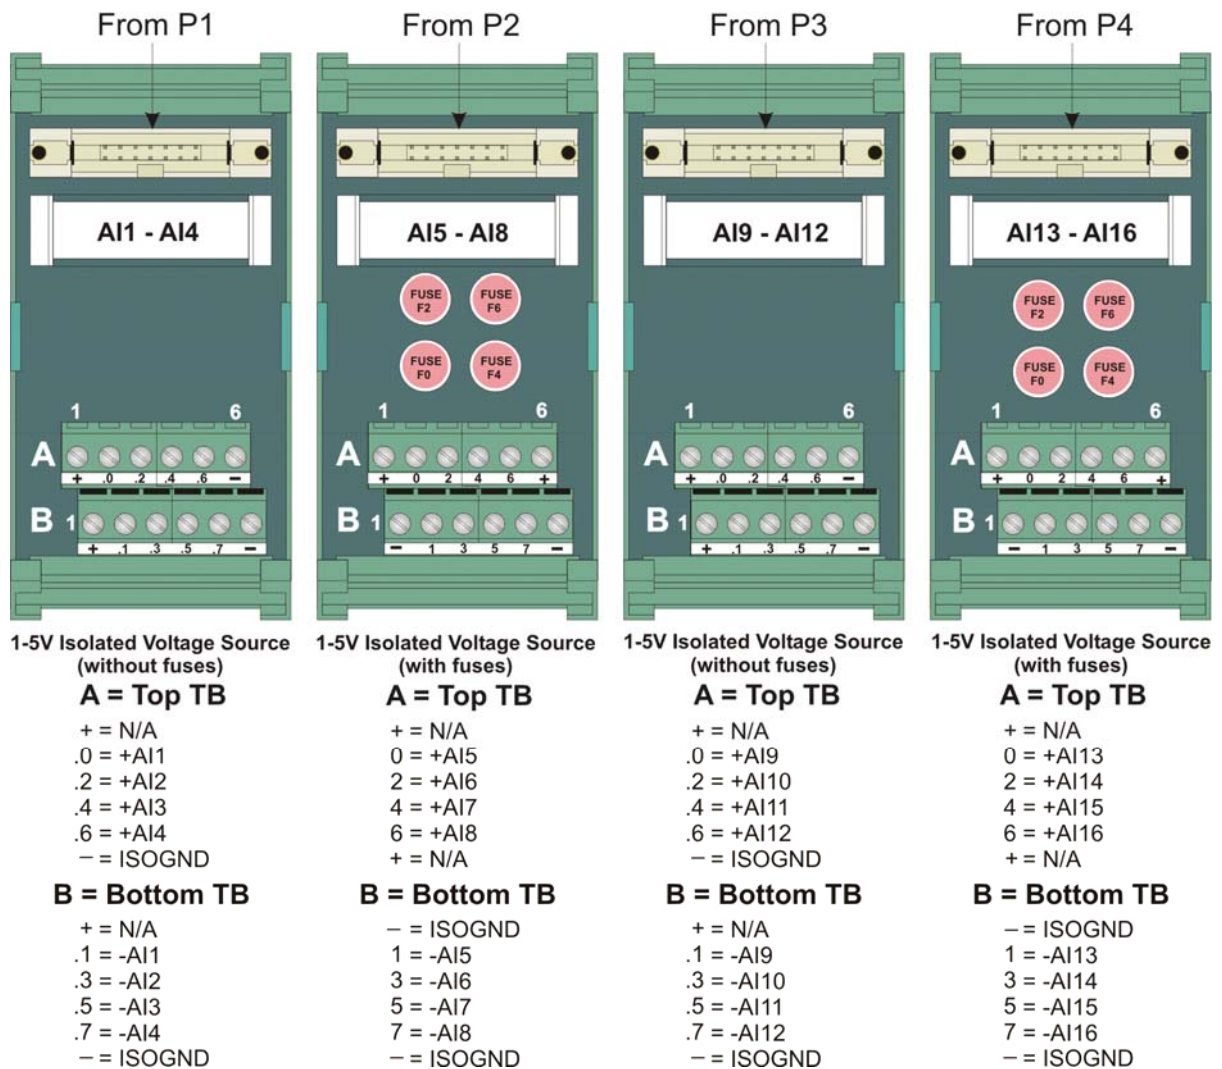 From P1
AI1 - AI4
1 6
A
+ .0 .2 .4 .6 −
B 1
+ .1 .3 .5 .7 −
1-5V Isolated Voltage Source
(without fuses)
A = Top TB
+ = N/A
.0 = +AI1
.2 = +AI2
.4 = +AI3
.6 = +AI4
− = ISOGND
B = Bottom TB
+ = N/A
.1 = -AI1
.3 = -AI2
.5 = -AI3
.7 = -AI4
− = ISOGND
From P2
AI5 - AI8
FUSE F2
FUSE F6
FUSE F0
FUSE F4
1 6
A
+ 0 2 4 6 +
B 1
− 1 3 5 7 −
1-5V Isolated Voltage Source
(with fuses)
A = Top TB
+ = N/A
0 = +AI5
2 = +AI6
4 = +AI7
6 = +AI8
+ = N/A
B = Bottom TB
− = ISOGND
1 = -AI5
3 = -AI6
5 = -AI7
7 = -AI8
− = ISOGND
From P3
AI9 - AI12
1 6
A
+ .0 .2 .4 .6 −
B 1
+ .1 .3 .5 .7 −
1-5V Isolated Voltage Source
(without fuses)
A = Top TB
+ = N/A
.0 = +AI9
.2 = +AI10
.4 = +AI11
.6 = +AI12
− = ISOGND
B = Bottom TB
+ = N/A
.1 = -AI9
.3 = -AI10
.5 = -AI11
.7 = -AI12
− = ISOGND
From P4
AI13 - AI16
FUSE F2
FUSE F6
FUSE F0
FUSE F4
1 6
A
+ 0 2 4 6 +
B 1
− 1 3 5 7 −
1-5V Isolated Voltage Source
(with fuses)
A = Top TB
+ = N/A
0 = +AI13
2 = +AI14
4 = +AI15
6 = +AI16
+ = N/A
B = Bottom TB
− = ISOGND
1 = -AI13
3 = -AI14
5 = -AI15
7 = -AI16
− = ISOGND